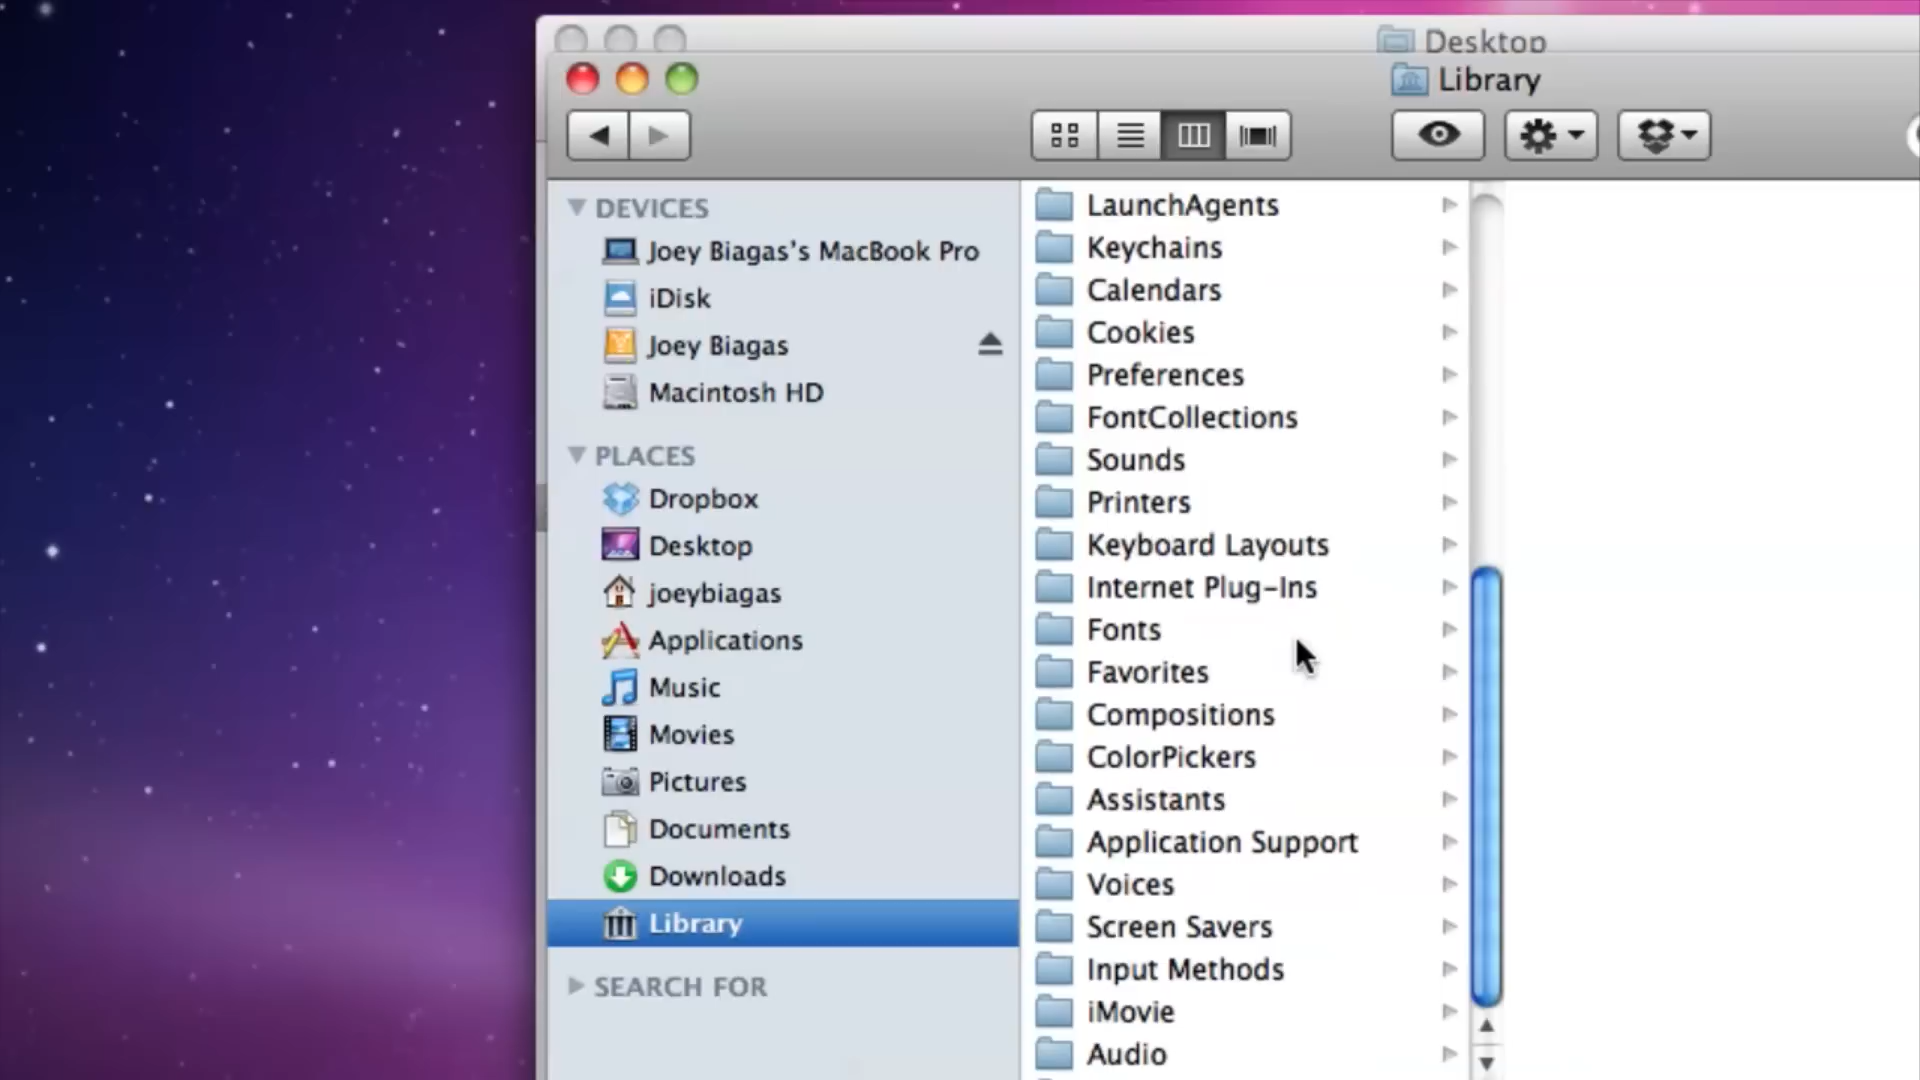 Desktop
Library
DEVICES
Joey Biagas's MacBook Pro
iDisk
Joey Biagas
Macintosh HD
PLACES
Dropbox
Desktop
joeybiagas
Applications
Music
Movies
Pictures
Documents
Downloads
Library
SEARCH FOR
LaunchAgents
Keychains
Calendars
Cookies
Preferences
FontCollections
Sounds
Printers
Keyboard Layouts
Internet Plug-Ins
Fonts
Favorites
Compositions
ColorPickers
Assistants
Application Support
Voices
Screen Savers
Input Methods
iMovie
Audio